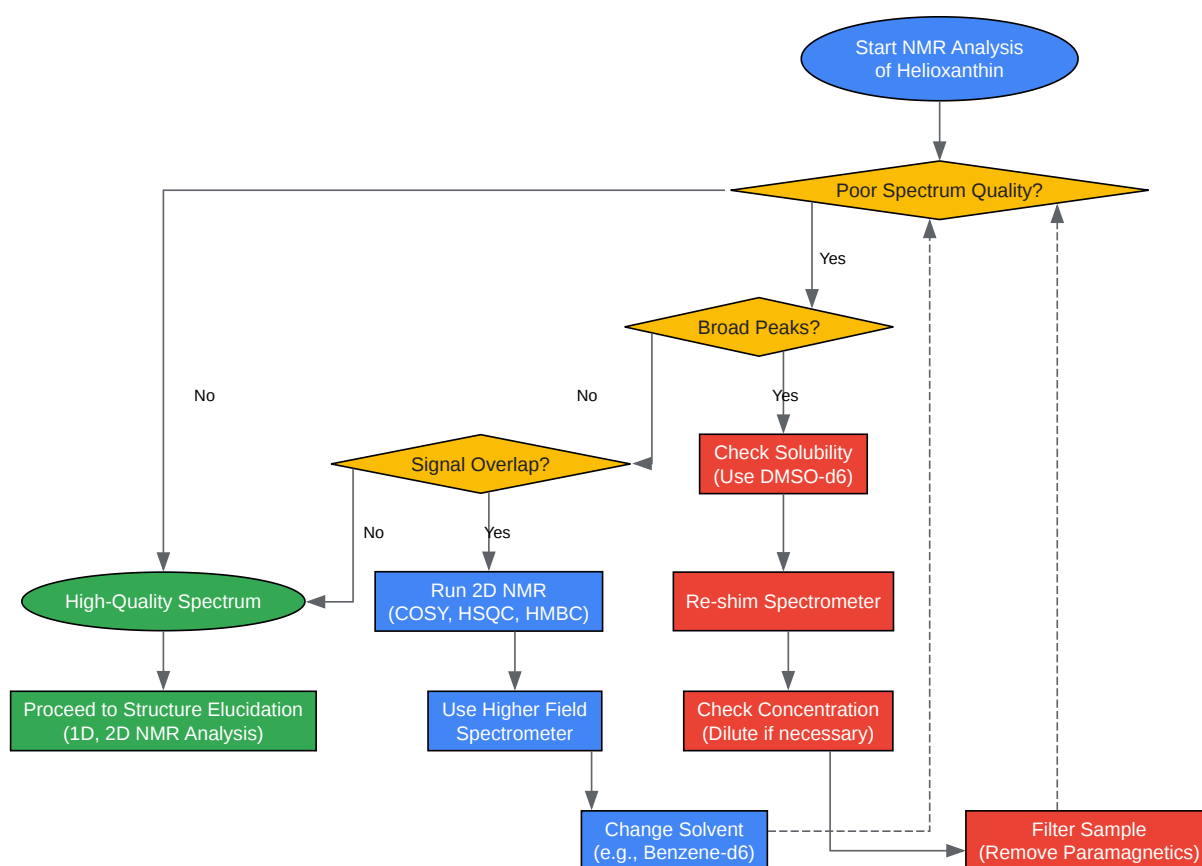 Start NMR Analysis
of Helioxanthin
Poor Spectrum Quality?
Yes
Broad Peaks?
No
No
Yes
Signal Overlap?
Check Solubility
(Use DMSO-d6)
No
Yes
High-Quality Spectrum
Run 2D NMR
(COSY, HSQC, HMBC)
Re-shim Spectrometer
Proceed to Structure Elucidation
(1D, 2D NMR Analysis)
Use Higher Field
Spectrometer
Check Concentration
(Dilute if necessary)
Change Solvent
(e.g., Benzene-d6)
Filter Sample
(Remove Paramagnetics)